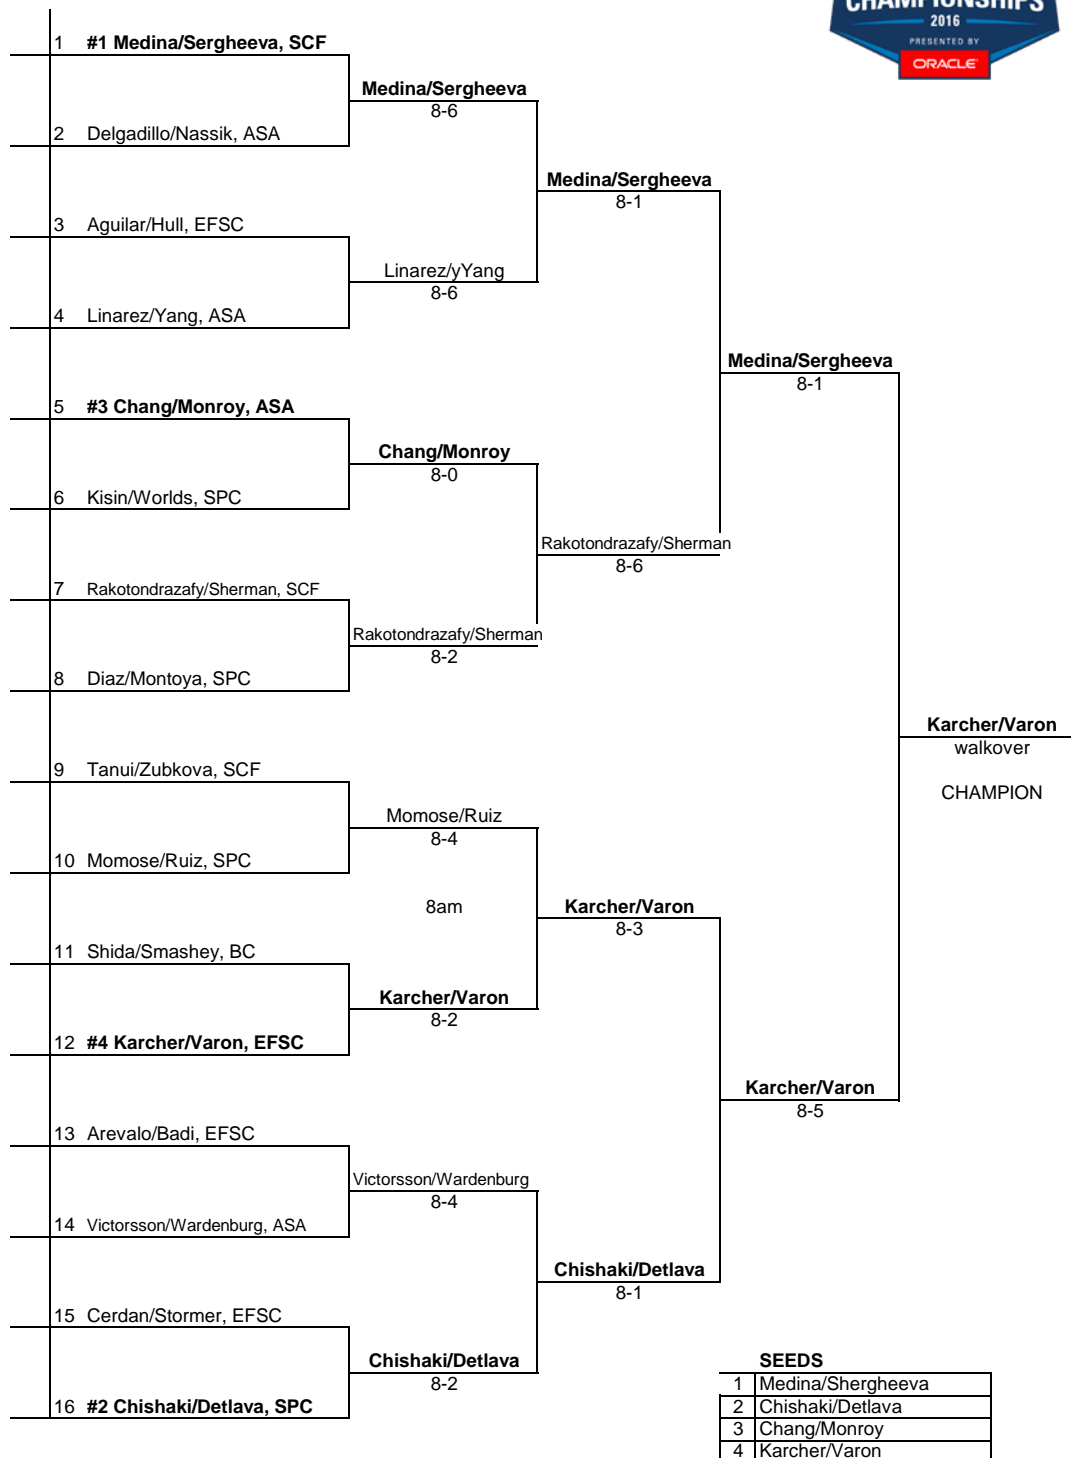 CHAMPIONSHIPS
2016
PRESENTED BY
ORACLE
1 #1 Medina/Sergheeva, SCF
Medina/Sergheeva
8-6
2 Delgadillo/Nassik, ASA
Medina/Sergheeva
8-1
3 Aguilar/Hull, EFSC
Linarez/yYang
8-6
4 Linarez/Yang, ASA
Medina/Sergheeva
8-1
5 #3 Chang/Monroy, ASA
Chang/Monroy
8-0
6 Kisin/Worlds, SPC
Rakotondrazafy/Sherman
8-6
7 Rakotondrazafy/Sherman, SCF
Rakotondrazafy/Sherman
8-2
8 Diaz/Montoya, SPC
Karcher/Varon
walkover
CHAMPION
9 Tanui/Zubkova, SCF
Momose/Ruiz
8-4
10 Momose/Ruiz, SPC
8am
Karcher/Varon
8-3
11 Shida/Smashey, BC
Karcher/Varon
8-2
12 #4 Karcher/Varon, EFSC
Karcher/Varon
8-5
13 Arevalo/Badi, EFSC
Victorsson/Wardenburg
8-4
14 Victorsson/Wardenburg, ASA
Chishaki/Detlava
8-1
15 Cerdan/Stormer, EFSC
Chishaki/Detlava
8-2
16 #2 Chishaki/Detlava, SPC
SEEDS
1 Medina/Shergheeva
2 Chishaki/Detlava
3 Chang/Monroy
4 Karcher/Varon